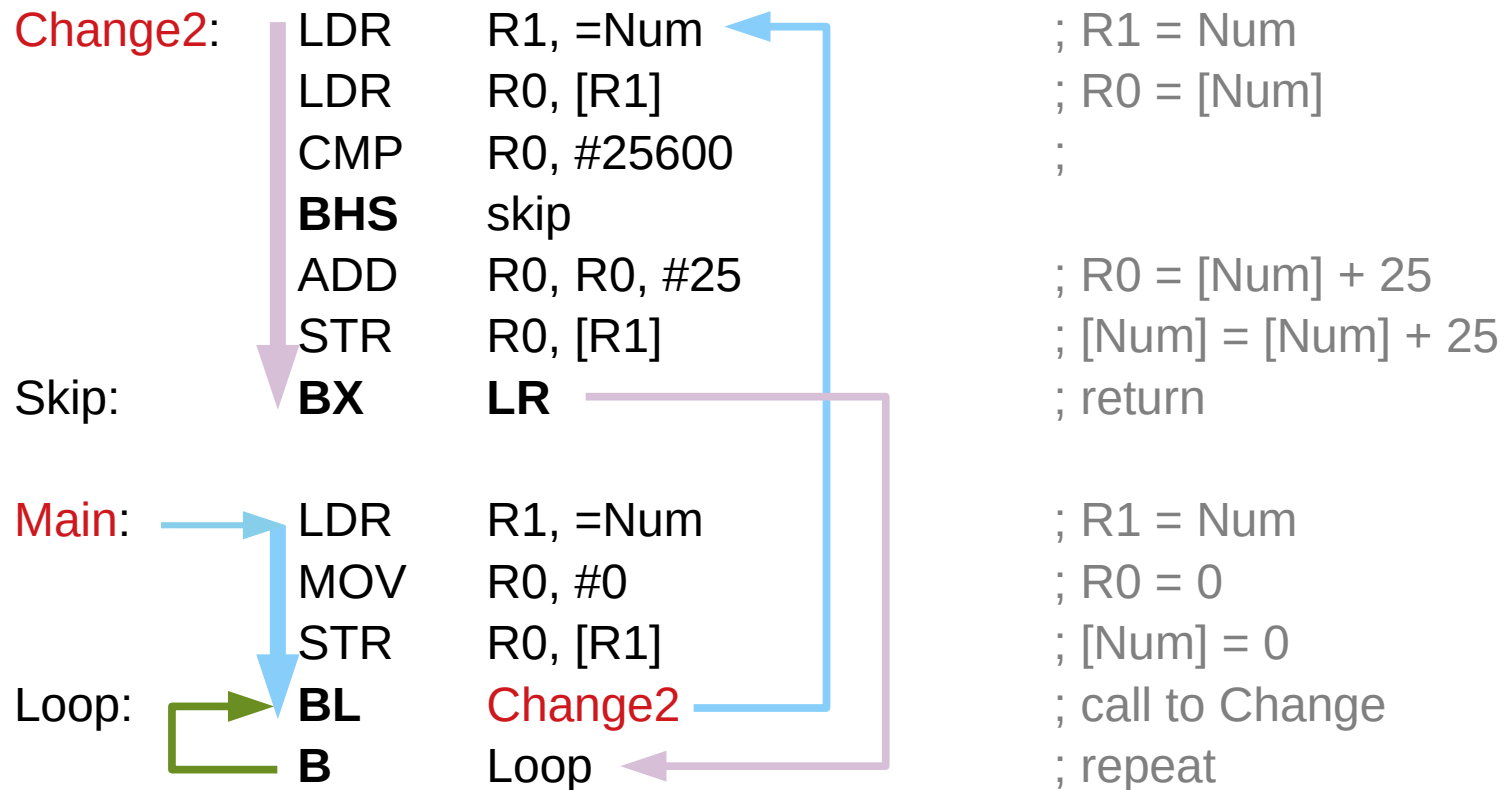 Change2: LDR R1, =Num ; R1 = Num
LDR R0, [R1] ; R0 = [Num]
CMP R0, #25600 ;
BHS skip
ADD R0, R0, #25 ; R0 = [Num] + 25
STR R0, [R1] ; [Num] = [Num] + 25
Skip: BX LR ; return
Main: LDR R1, =Num ; R1 = Num
MOV R0, #0 ; R0 = 0
STR R0, [R1] ; [Num] = 0
Loop: BL Change2 ; call to Change
B Loop ; repeat